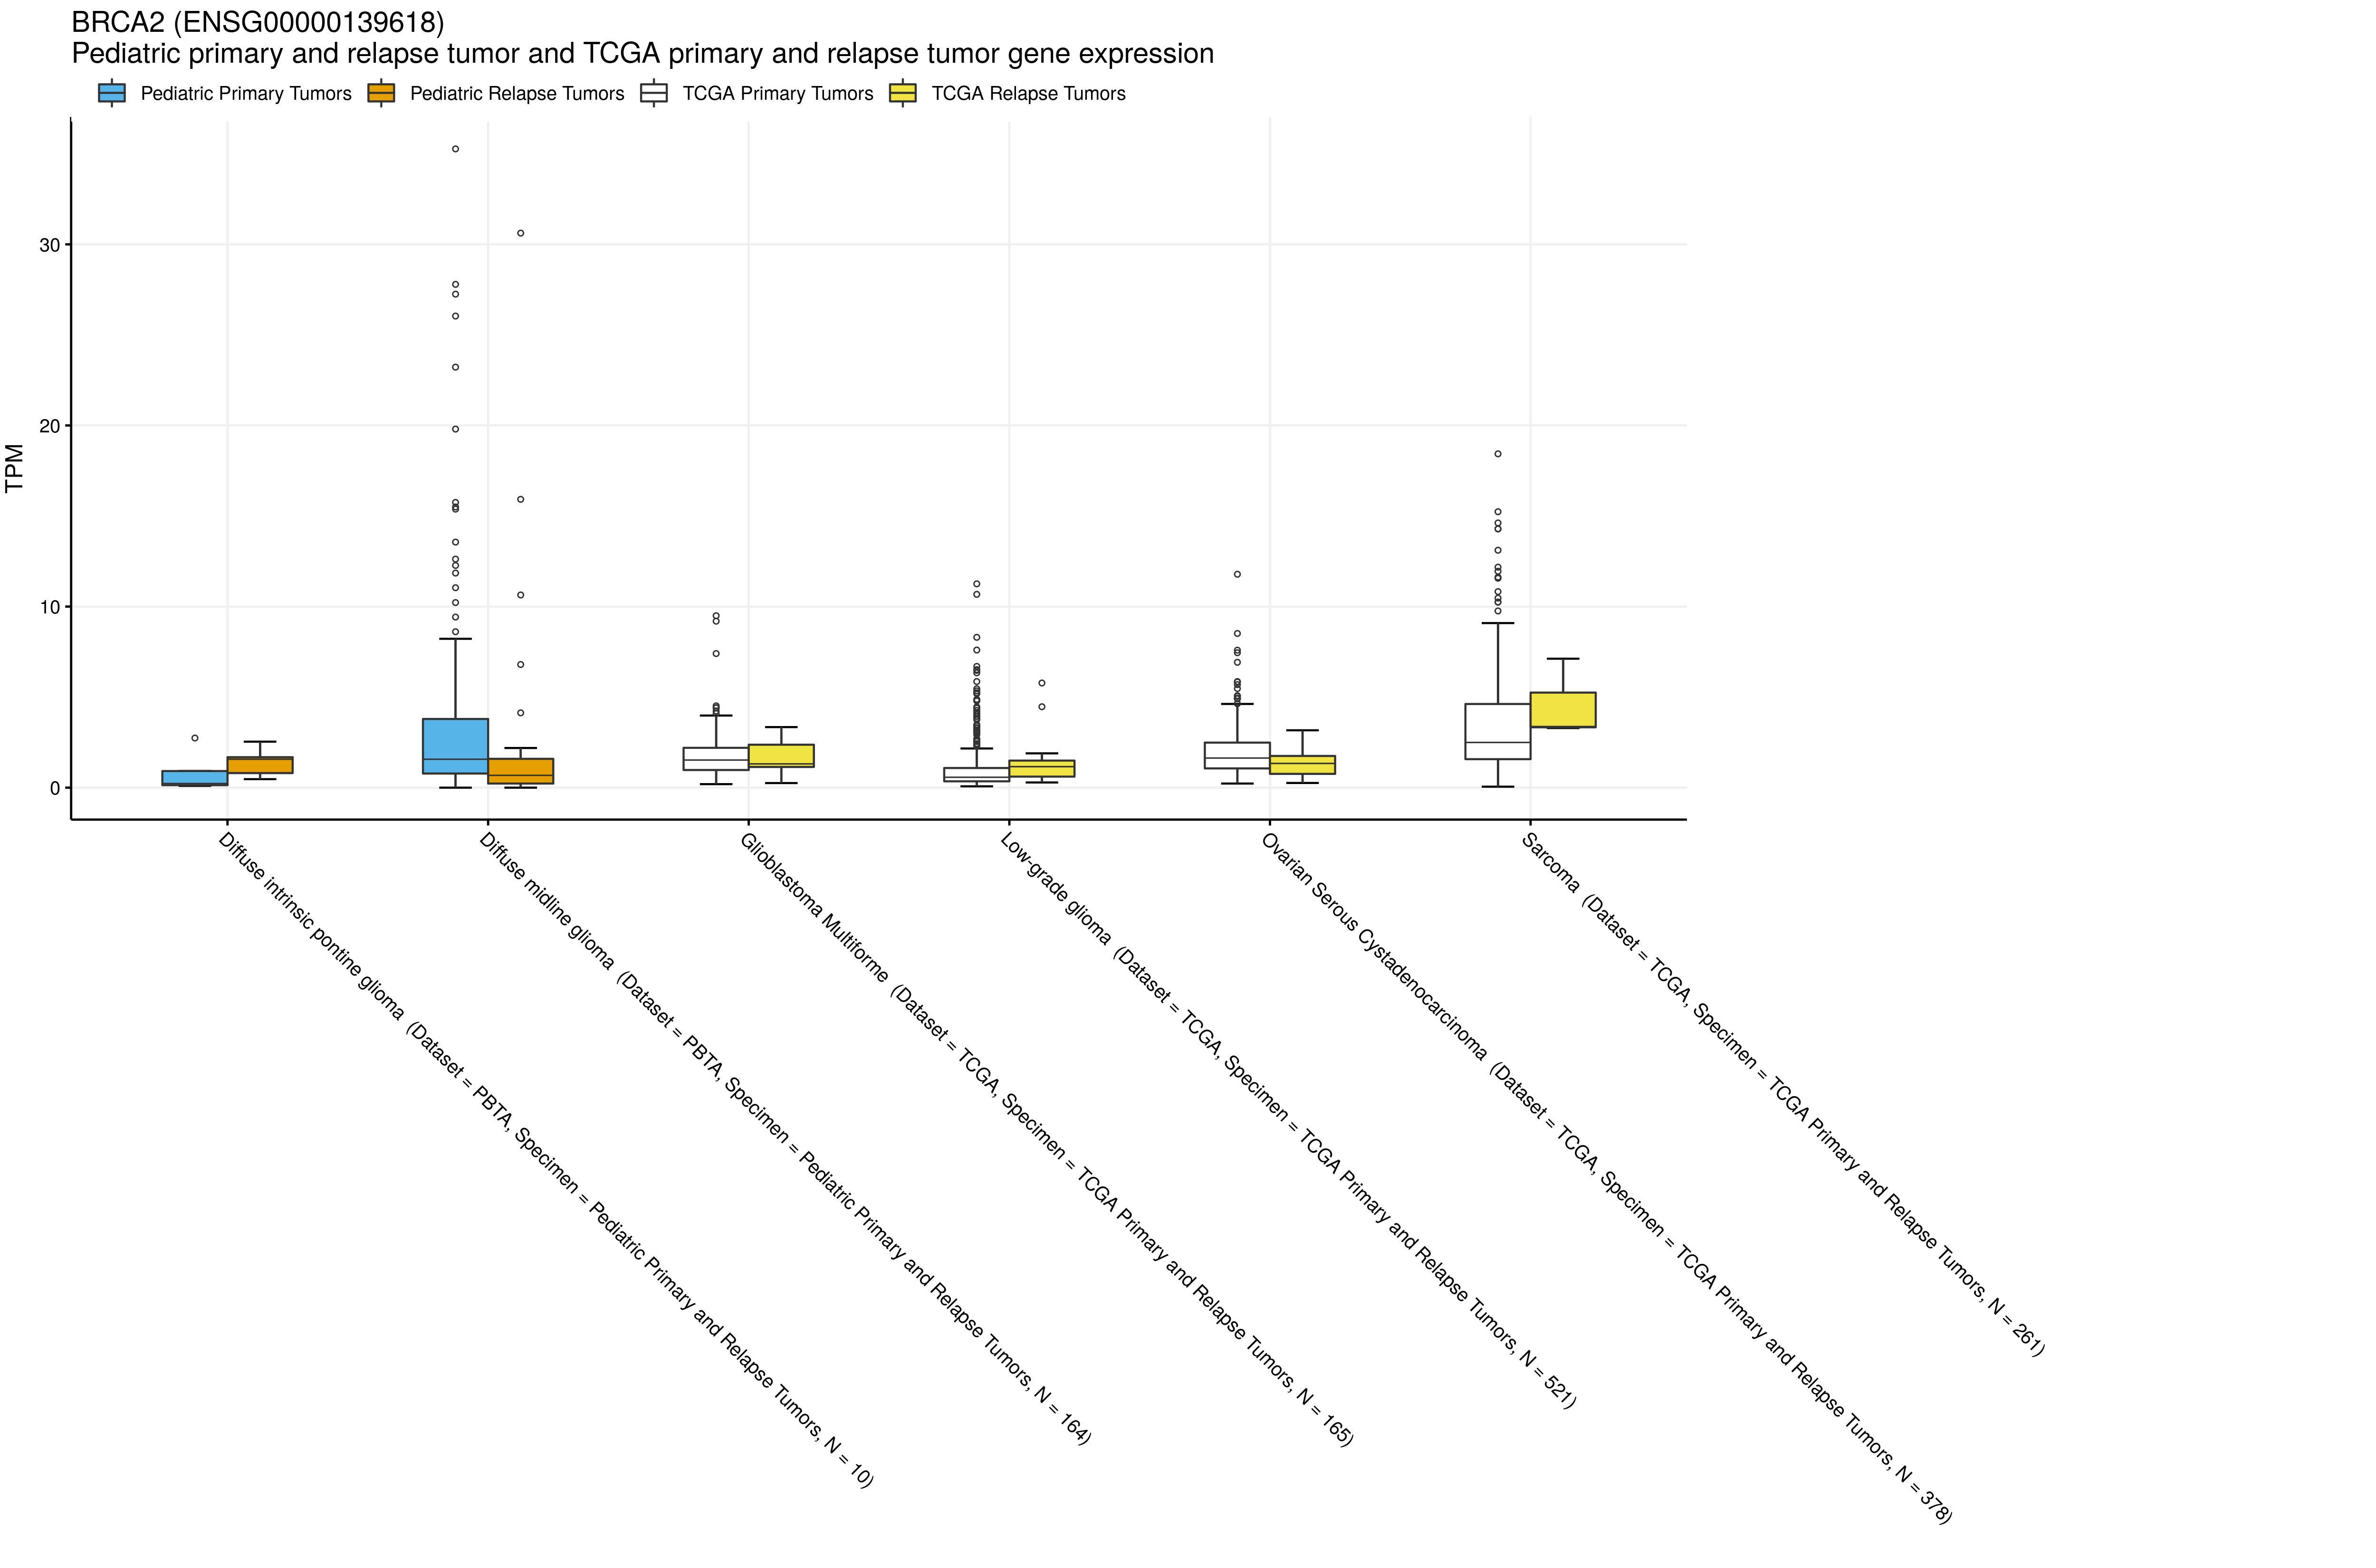 BRCA2 (ENSG00000139618)
Pediatric primary and relapse tumor and TCGA primary and relapse tumor gene expression
Pediatric Primary Tumors
Pediatric Relapse Tumors
TCGA Primary Tumors
TCGA Relapse Tumors
TPM
30
20
10
0
Diffuse intrinsic pontine glioma  (Dataset = PBTA, Specimen = Pediatric Primary and Relapse Tumors, N = 10)
Diffuse midline glioma  (Dataset = PBTA, Specimen = Pediatric Primary and Relapse Tumors, N = 164)
Glioblastoma Multiforme  (Dataset = TCGA, Specimen = TCGA Primary and Relapse Tumors, N = 165)
Low-grade glioma  (Dataset = TCGA, Specimen = TCGA Primary and Relapse Tumors, N = 521)
Ovarian Serous Cystadenocarcinoma  (Dataset = TCGA, Specimen = TCGA Primary and Relapse Tumors, N = 378)
Sarcoma  (Dataset = TCGA, Specimen = TCGA Primary and Relapse Tumors, N = 261)